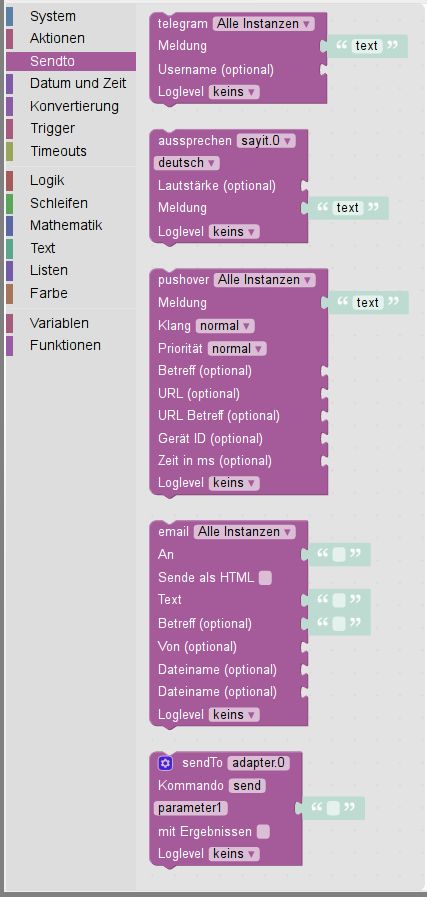 System
Aktionen
Sendto
Datum und Zeit
Konvertierung
Trigger
Timeouts
Logik
Schleifen
Mathematik
Text
Listen
Farbe
Variablen
Funktionen
telegram Alle Instanzen ▾
Meldung “ text ”
Username (optional)
Loglevel keins ▾
aussprechen sayit.0 ▾
deutsch ▾
Lautstärke (optional)
Meldung “ text ”
Loglevel keins ▾
pushover Alle Instanzen ▾
Meldung “ text ”
Klang normal ▾
Priorität normal ▾
Betreff (optional)
URL (optional)
URL Betreff (optional)
Gerät ID (optional)
Zeit in ms (optional)
Loglevel keins ▾
email Alle Instanzen ▾
An “ ”
Sende als HTML
Text “ ”
Betreff (optional) “ ”
Von (optional)
Dateiname (optional)
Dateiname (optional)
Loglevel keins ▾
sendTo adapter.0
Kommando send
parameter1 “ ”
mit Ergebnissen
Loglevel keins ▾